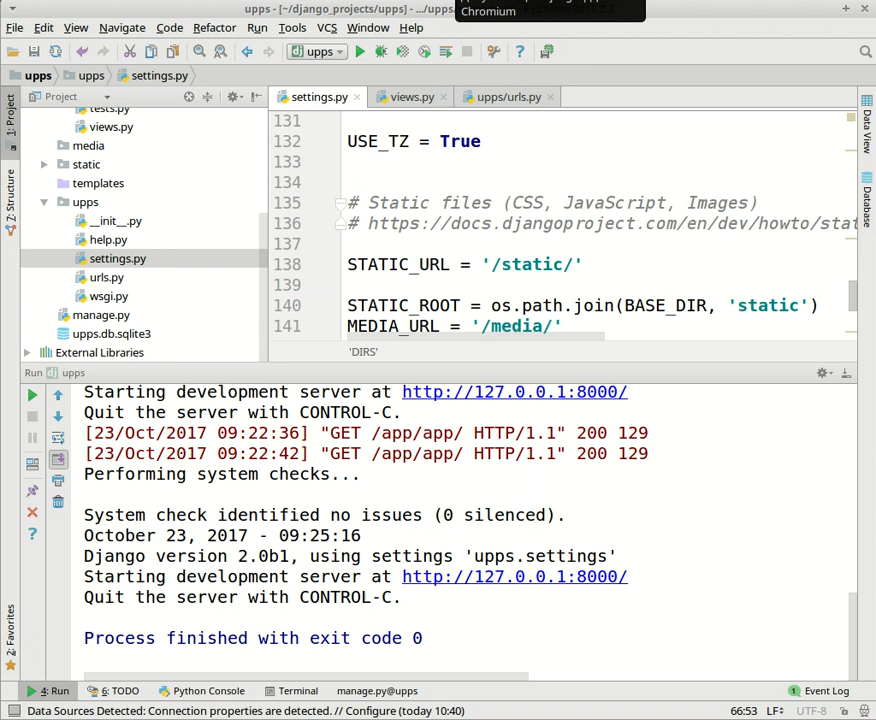 upps - [~/django_projects/upps] - .../upps
Chromium
File Edit View Navigate Code Refactor Run Tools VCS Window Help
upps
upps upps settings.py
1: Project
7: Structure
2: Favorites
Project
tests.py
views.py
media
static
templates
upps
__init__.py
help.py
settings.py
urls.py
wsgi.py
manage.py
upps.db.sqlite3
External Libraries
settings.py views.py upps/urls.py
131
132 USE_TZ = True
133
134
135 # Static files (CSS, JavaScript, Images)
136 # https://docs.djangoproject.com/en/dev/howto/stat
137
138 STATIC_URL = '/static/'
139
140 STATIC_ROOT = os.path.join(BASE_DIR, 'static')
141 MEDIA_URL = '/media/'
'DIRS'
Data View
Database
Run upps
Starting development server at http://127.0.0.1:8000/
Quit the server with CONTROL-C.
[23/Oct/2017 09:22:36] "GET /app/app/ HTTP/1.1" 200 129
[23/Oct/2017 09:22:42] "GET /app/app/ HTTP/1.1" 200 129
Performing system checks...
System check identified no issues (0 silenced).
October 23, 2017 - 09:25:16
Django version 2.0b1, using settings 'upps.settings'
Starting development server at http://127.0.0.1:8000/
Quit the server with CONTROL-C.
Process finished with exit code 0
4: Run 6: TODO Python Console Terminal manage.py@upps 1 Event Log
Data Sources Detected: Connection properties are detected. // Configure (today 10:40) 66:53 LF UTF-8